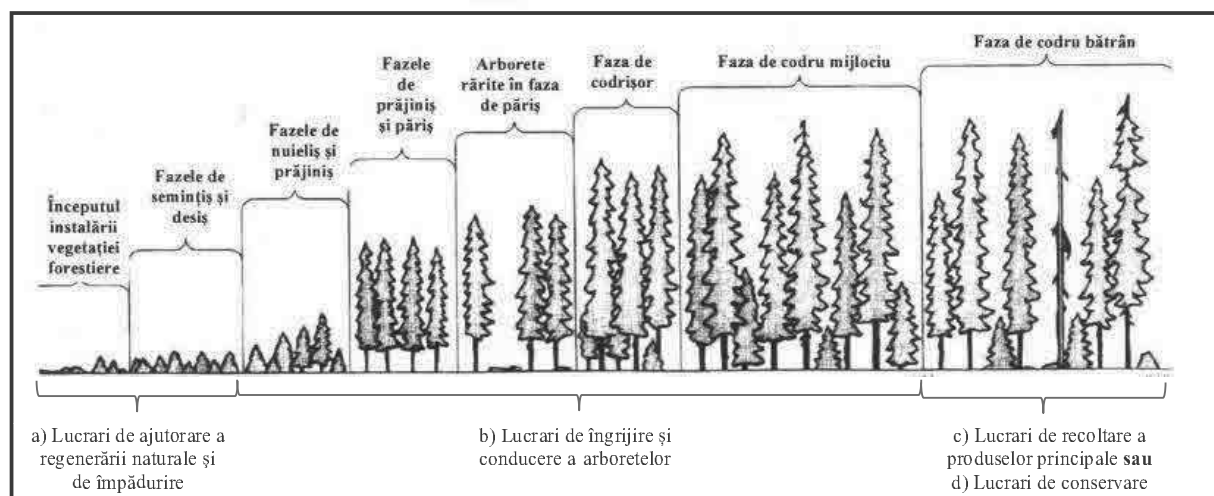 Începutul
instalării
vegetației
forestiere
Fazele de
semințiș și
desiș
Fazele de
nuieliș și
prăjiniș
Fazele
de
prăjiniș
și păriș
Arborete
rărite în faza
de păriș
Faza de
codrișor
Faza de codru mijlociu
Faza de codru bătrân
a) Lucrari de ajutorare a
regenerării naturale și
de împădurire
b) Lucrari de îngrijire și
conducere a arboretelor
c) Lucrari de recoltare a
produselor principale sau
d) Lucrari de conservare